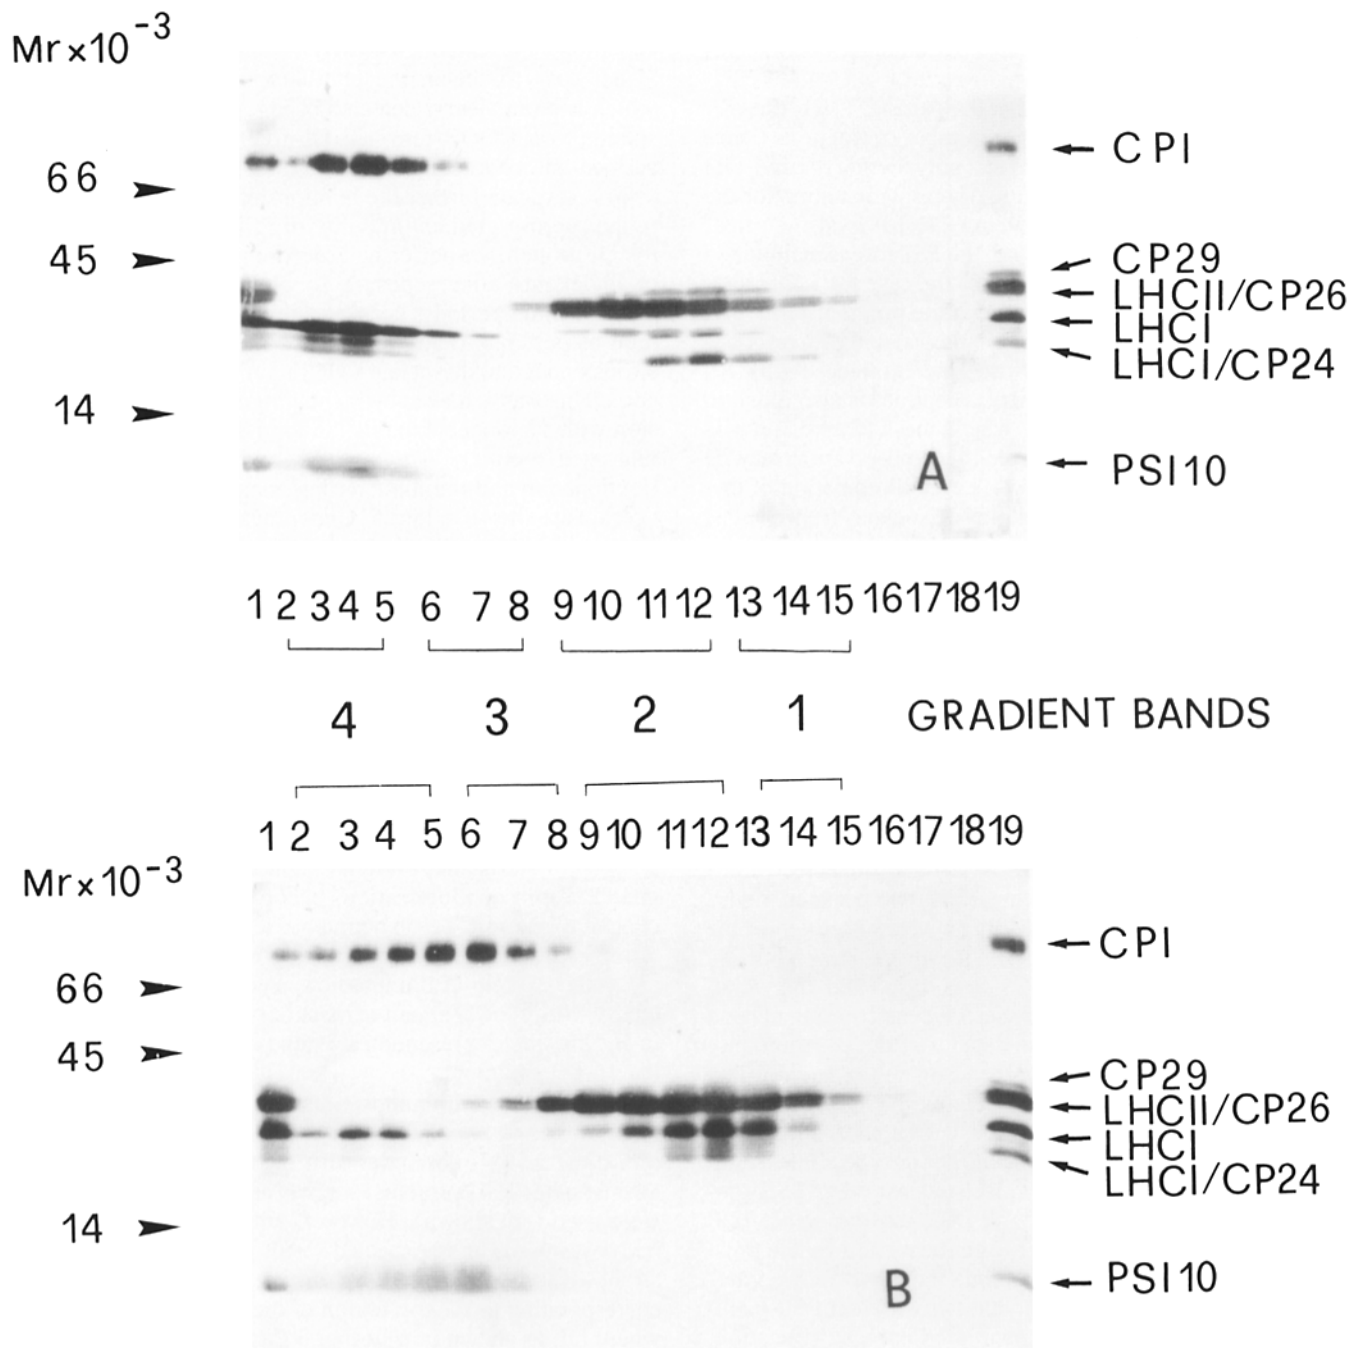 Mr×10⁻³
66
45
14
CPI
CP29
LHCII/CP26
LHCI
LHCI/CP24
PSI10
A
1 2 3 4 5 6 7 8 9 10 11 12 13 14 15 16 17 18 19
4 3 2 1 GRADIENT BANDS
1 2 3 4 5 6 7 8 9 10 11 12 13 14 15 16 17 18 19
Mr×10⁻³
66
45
14
CPI
CP29
LHCII/CP26
LHCI
LHCI/CP24
PSI10
B